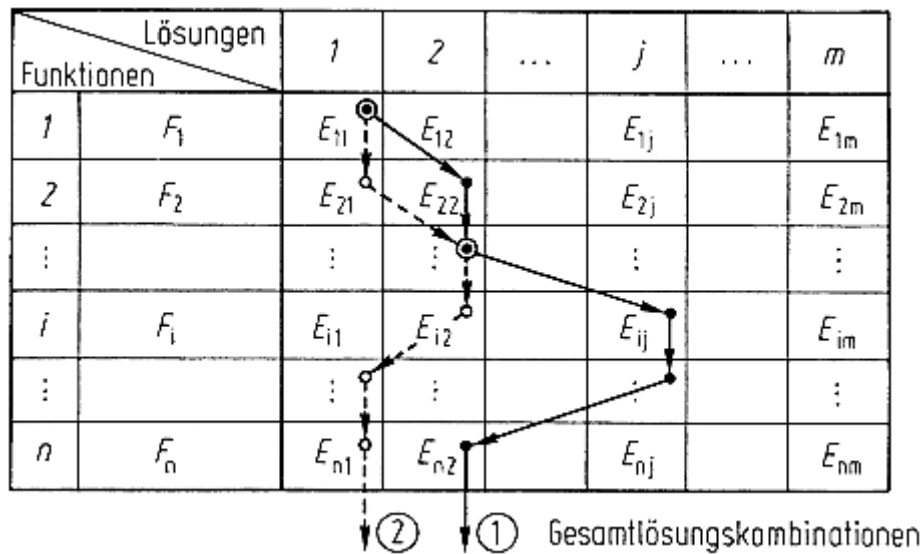 Lösungen
Funktionen
1 2 ... j ... m
1 F₁ E₁₁ E₁₂ E₁ⱼ E₁ₘ
2 F₂ E₂₁ E₂₂ E₂ⱼ E₂ₘ
⋮ ⋮ ⋮ ⋮ ⋮
i Fᵢ Eᵢ₁ Eᵢ₂ Eᵢⱼ Eᵢₘ
⋮ ⋮ ⋮ ⋮ ⋮
n Fₙ Eₙ₁ Eₙ₂ Eₙⱼ Eₙₘ
② ① Gesamtlösungskombinationen